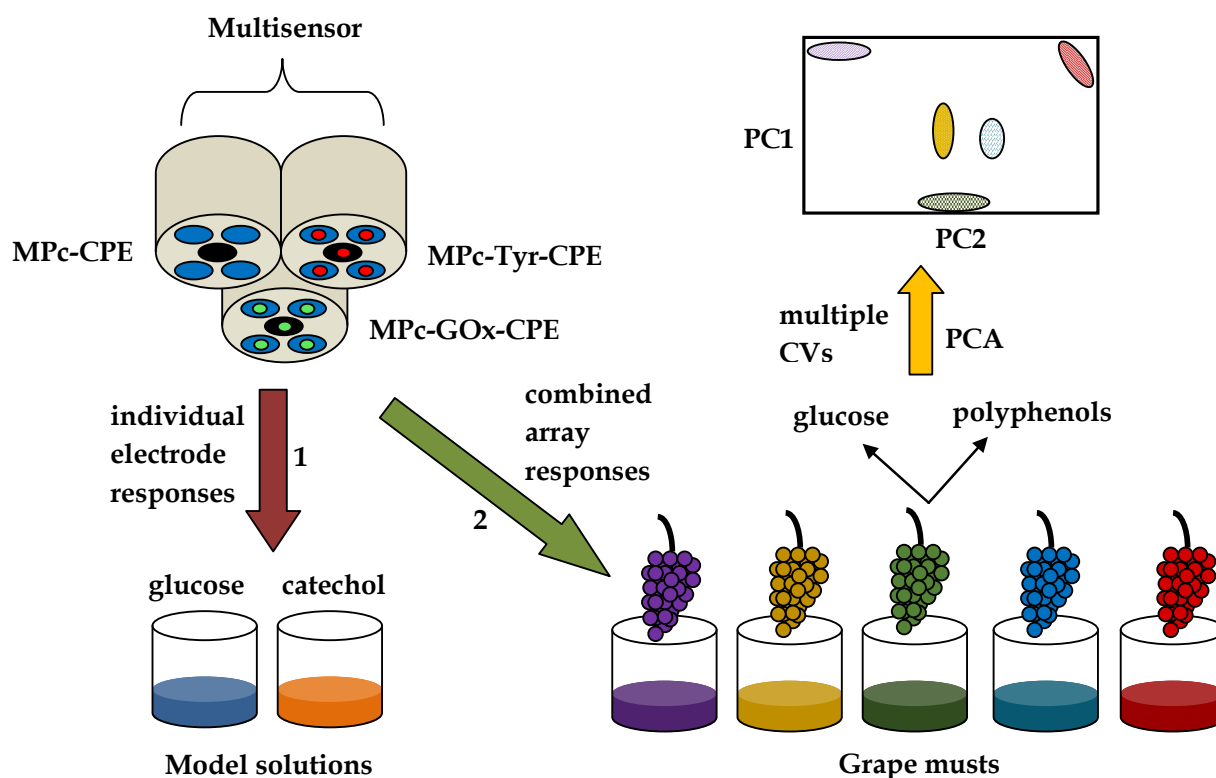 Multisensor
MPc-CPE
MPc-Tyr-CPE
MPc-GOx-CPE
individual
electrode
responses
1
combined
array
responses
2
glucose
catechol
Model solutions
PC1
PC2
multiple
CVs
PCA
glucose
polyphenols
Grape musts